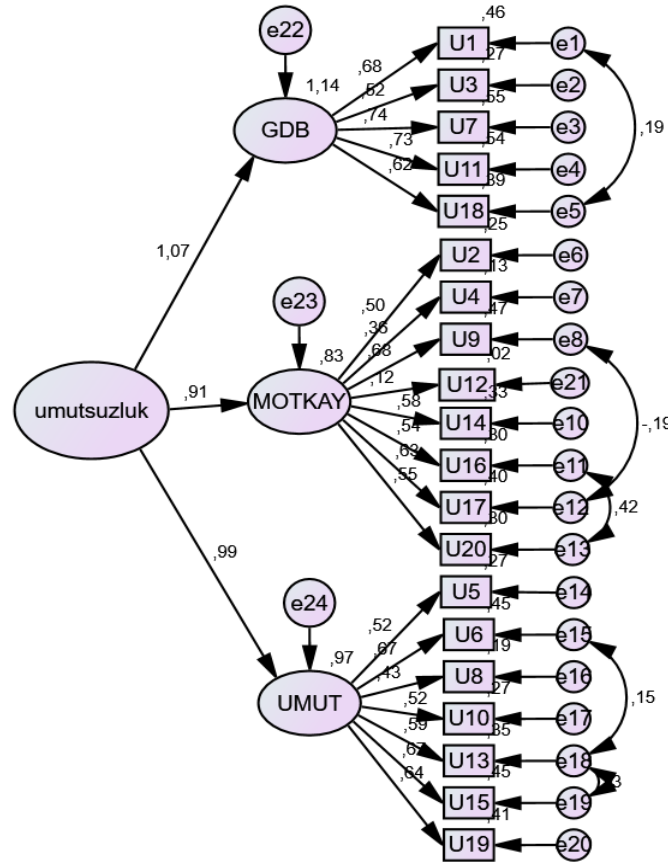 ,46
e22
U1
e1
,27
,68
1,14
,52
U3
e2
,55
,74
GDB
U7
e3
,19
,54
,73
U11
e4
,39
,62
U18
e5
,25
1,07
U2
e6
,13
e23
,50
U4
e7
,47
,36
,68
U9
e8
,83
,02
,12
U12
e21
,33
,91
umutsuzluk
MOTKAY
,58
U14
e10
-,19
,30
,54
U16
e11
,40
,63
U17
e12
,42
,30
,55
U20
e13
,27
,99
U5
e14
,45
e24
,52
U6
e15
,19
,97
,67
,43
U8
e16
,27
,15
UMUT
,52
U10
e17
,35
,59
U13
e18
,45
,67
,64
U15
e19
,41
U19
e20